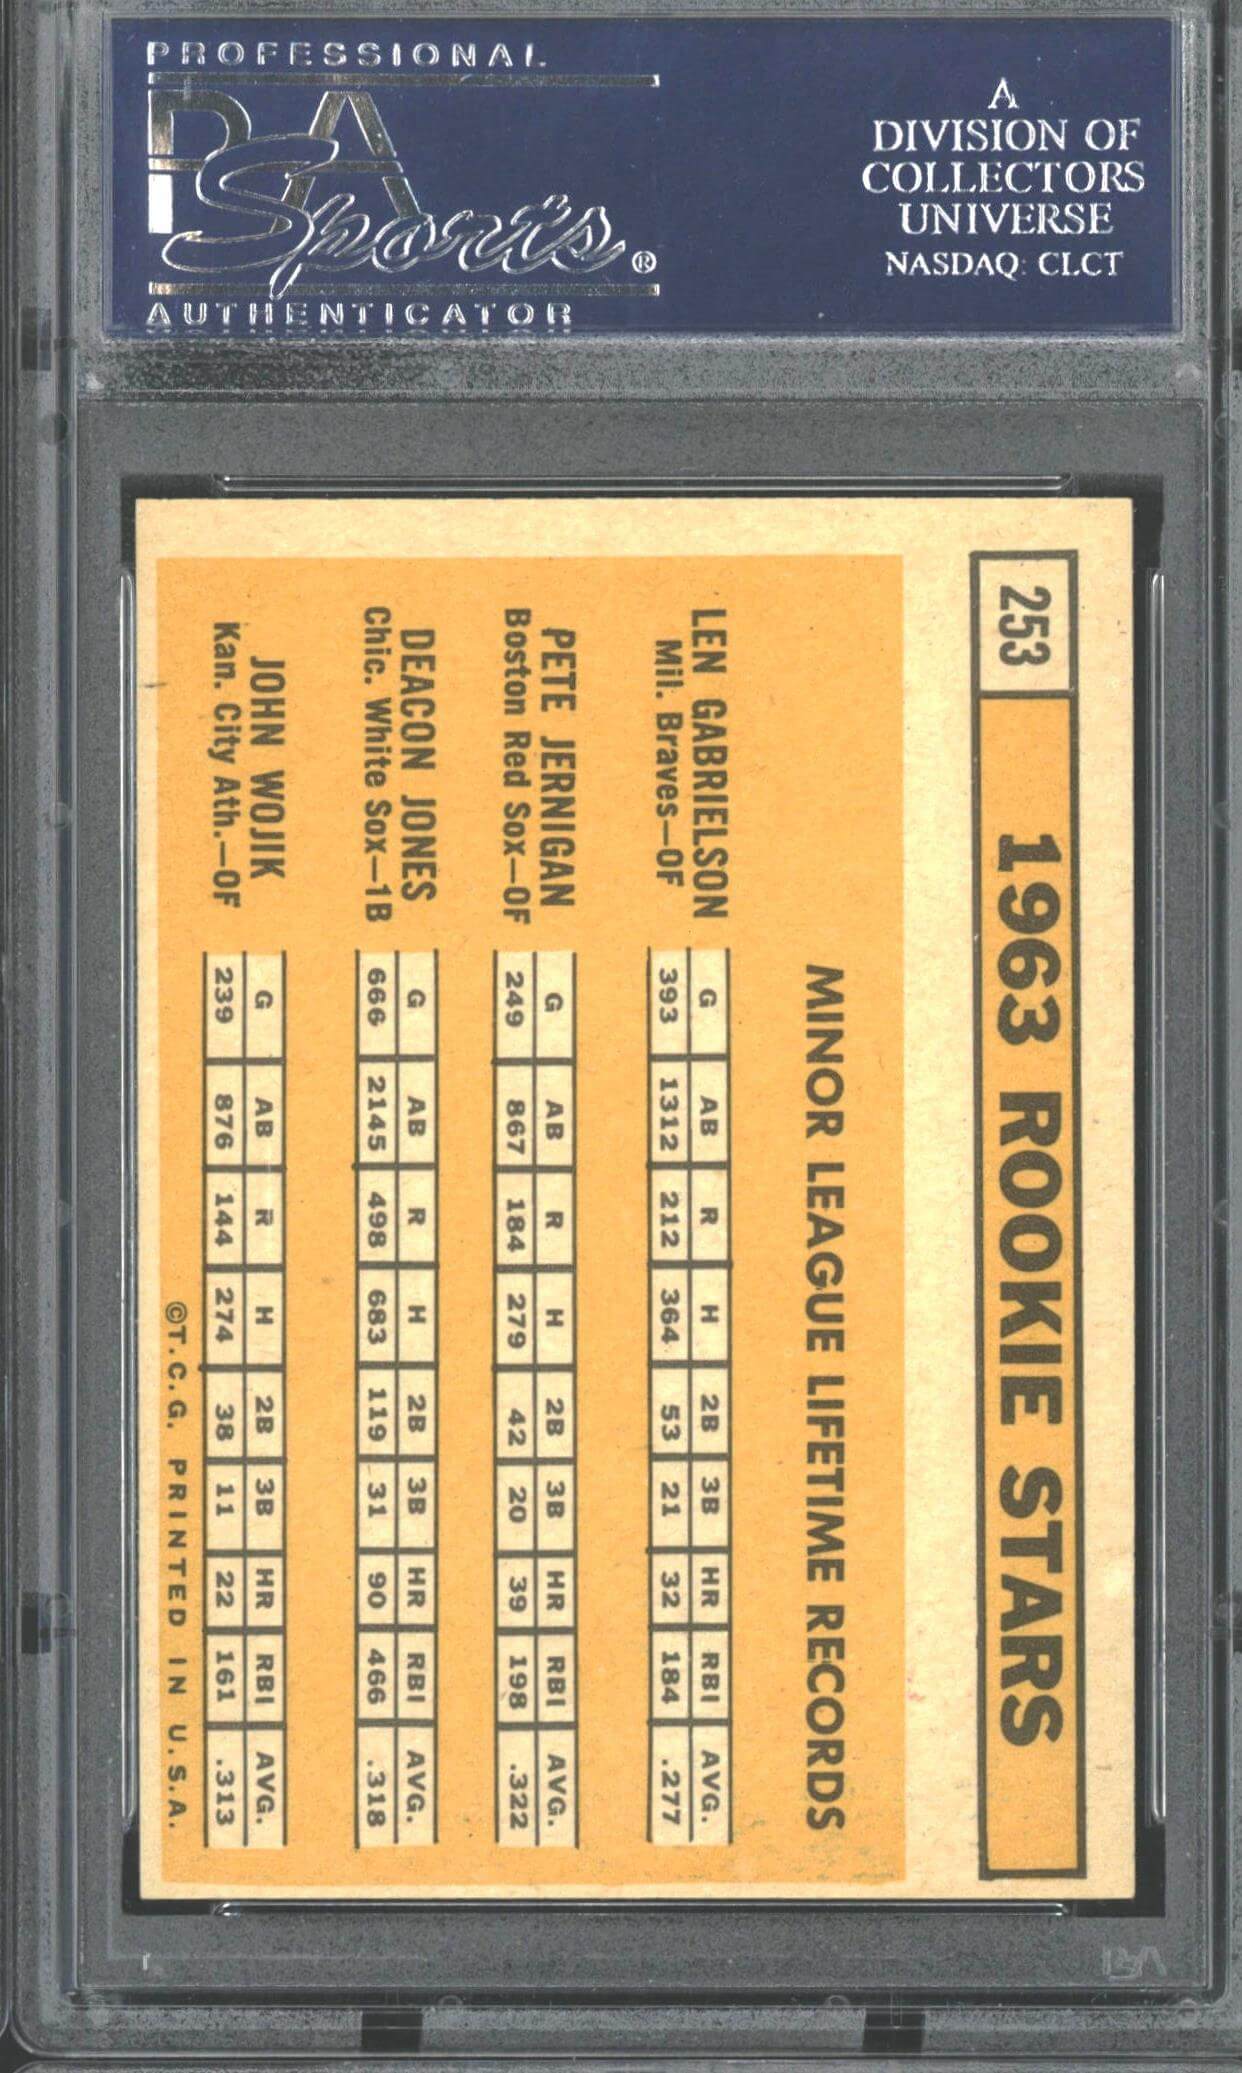 PROFESSIONAL
PSA
Sports®
AUTHENTICATOR
A
DIVISION OF
COLLECTORS
UNIVERSE
NASDAQ: CLCT
253
1963 ROOKIE STARS
MINOR LEAGUE LIFETIME RECORDS
LEN GABRIELSON
Mil. Braves—OF
G AB R H 2B 3B HR RBI AVG.
393 1312 212 364 53 21 32 184 .277
PETE JERNIGAN
Boston Red Sox—OF
G AB R H 2B 3B HR RBI AVG.
249 867 184 279 42 20 39 198 .322
DEACON JONES
Chic. White Sox—1B
G AB R H 2B 3B HR RBI AVG.
666 2145 498 683 119 31 90 466 .318
JOHN WOJIK
Kan. City Ath.—OF
G AB R H 2B 3B HR RBI AVG.
239 876 144 274 38 11 22 161 .313
©T.C.G. PRINTED IN U.S.A.
PSA